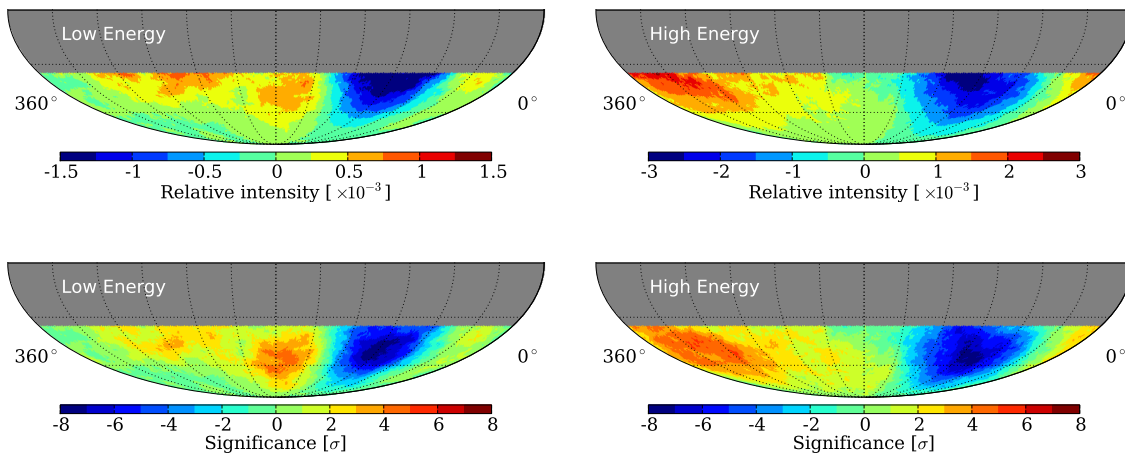 Low Energy
High Energy
360° 0° 360° 0°
-1.5 -1 -0.5 0 0.5 1 1.5
-3 -2 -1 0 1 2 3
Relative intensity [ ×10⁻³ ]
Relative intensity [ ×10⁻³ ]
Low Energy
High Energy
360° 0° 360° 0°
-8 -6 -4 -2 0 2 4 6 8
-8 -6 -4 -2 0 2 4 6 8
Significance [σ]
Significance [σ]